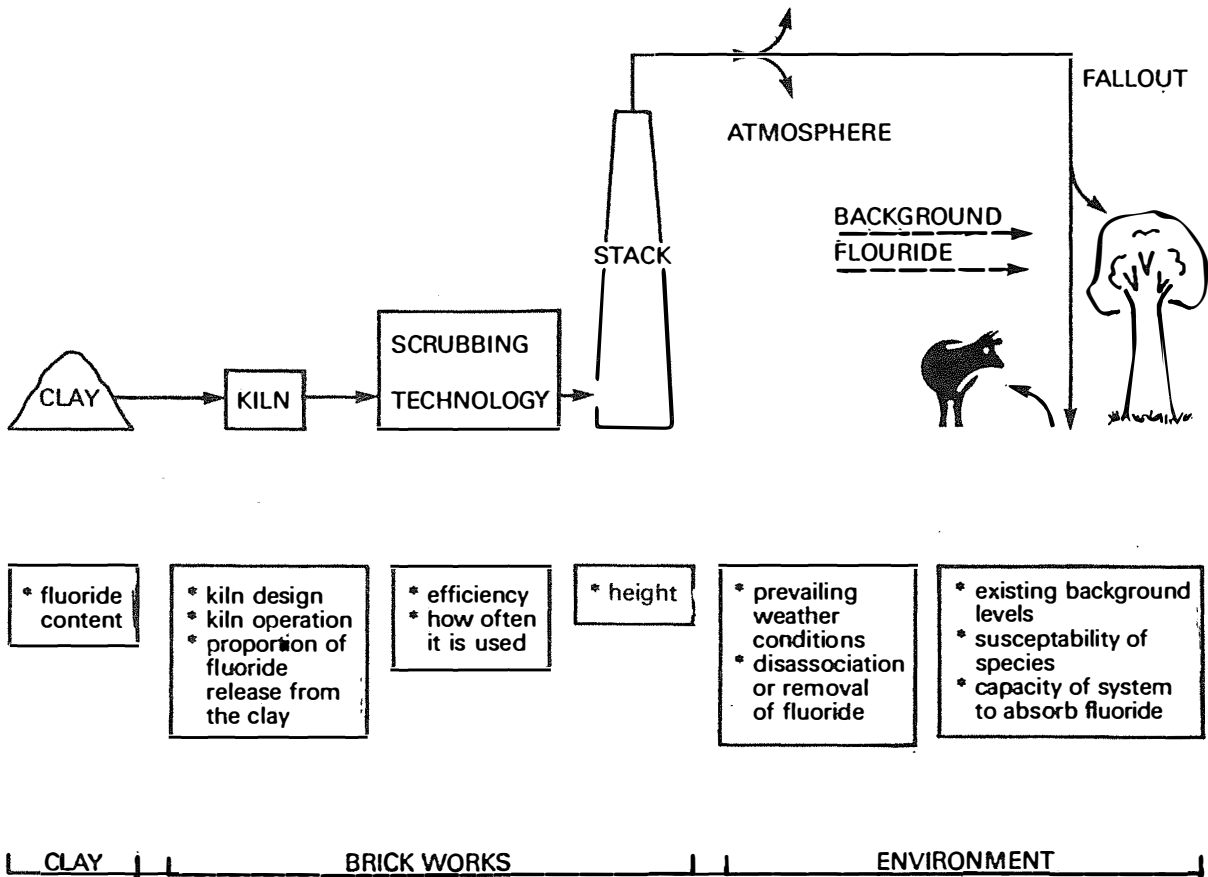 FALLOUT
ATMOSPHERE
BACKGROUND
FLOURIDE
STACK
SCRUBBING
TECHNOLOGY
CLAY
KILN
* fluoride
content
* kiln design
* kiln operation
* proportion of
fluoride
release from
the clay
* efficiency
* how often
it is used
* height
* prevailing
weather
conditions
* disassociation
or removal
of fluoride
* existing background
levels
* susceptability of
species
* capacity of system
to absorb fluoride
CLAY
BRICK WORKS
ENVIRONMENT